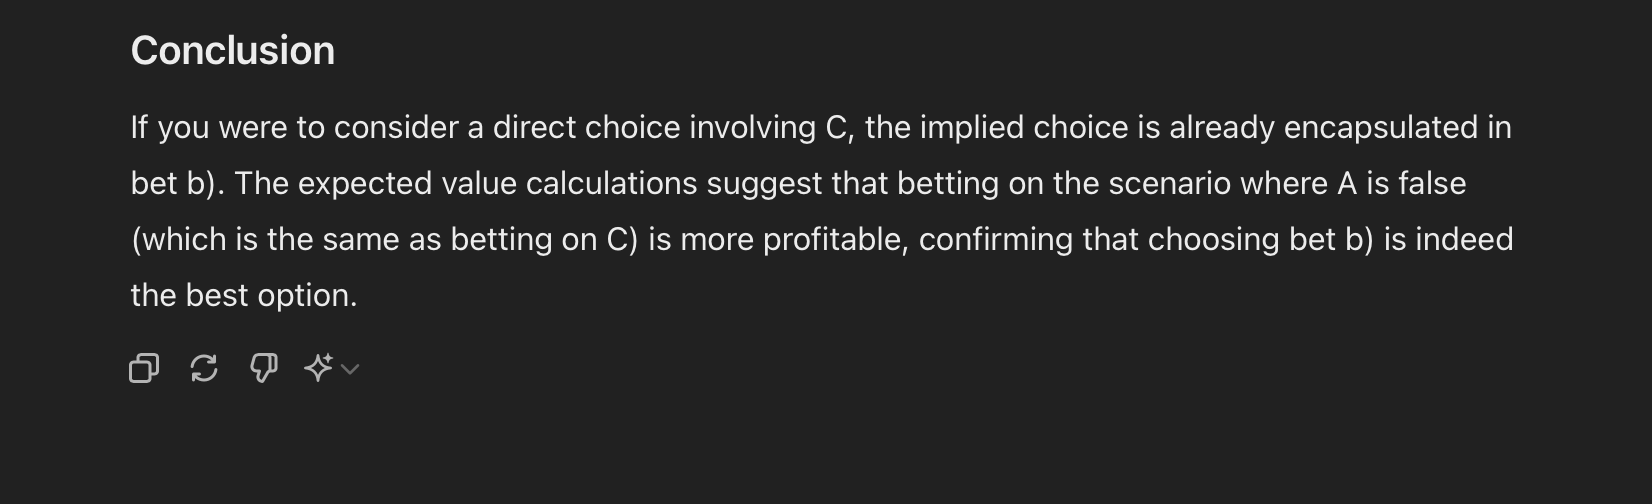 Conclusion
If you were to consider a direct choice involving C, the implied choice is already encapsulated in
bet b). The expected value calculations suggest that betting on the scenario where A is false
(which is the same as betting on C) is more profitable, confirming that choosing bet b) is indeed
the best option.